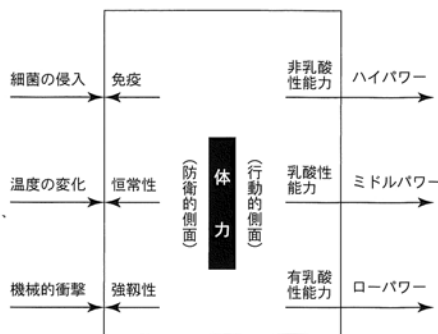 細菌の侵入
免疫
非乳酸
性能力
ハイパワー
温度の変化
恒常性
(防衛的側面)
体力
(行動的側面)
乳酸性
能力
ミドルパワー
、
機械的衝撃
強靱性
有乳酸
性能力
ローパワー